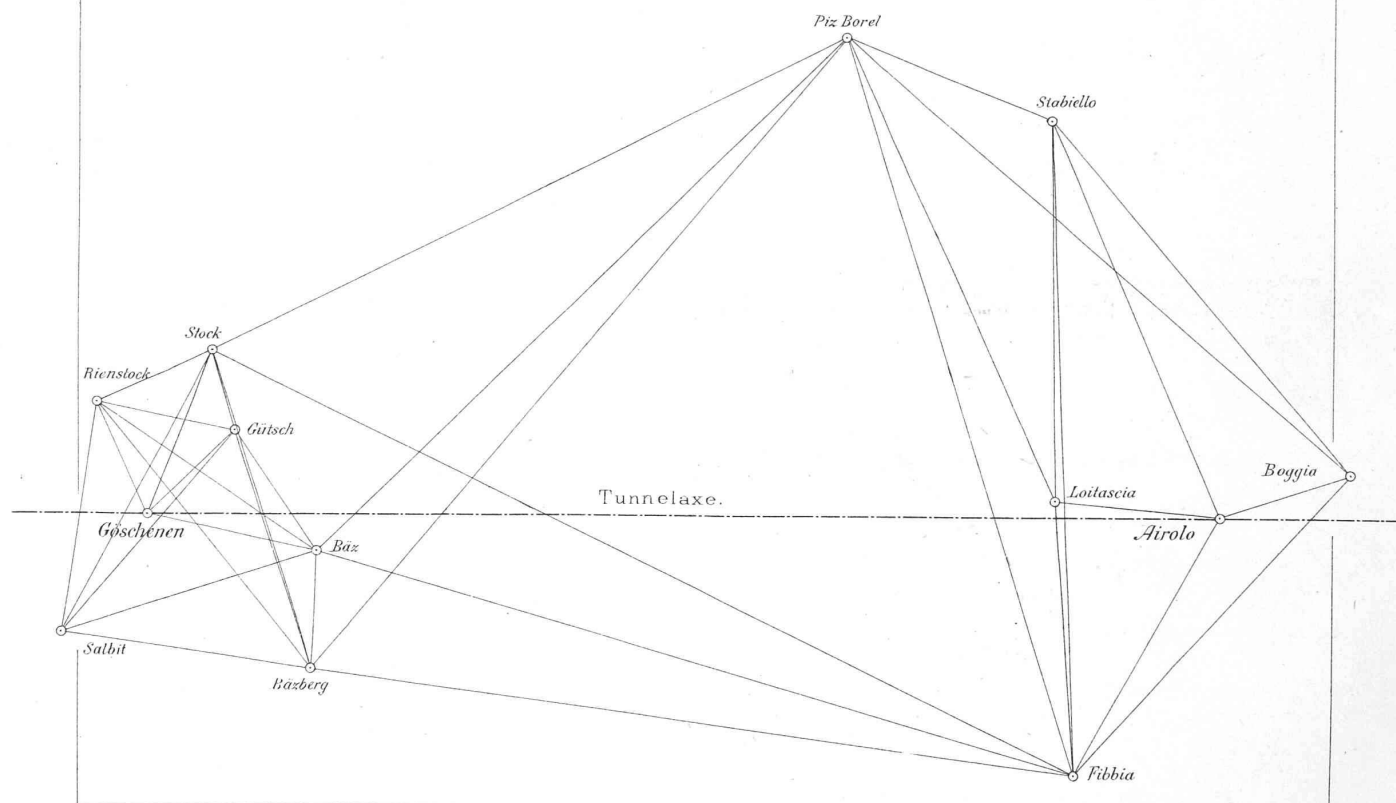 Piz Borel
Stabiello
Stock
Rienstock
Gütsch
Boggia
Loitascia
Tunnelaxe.
Göschenen
Airolo
Bäz
Salbit
Bäzberg
Fibbia